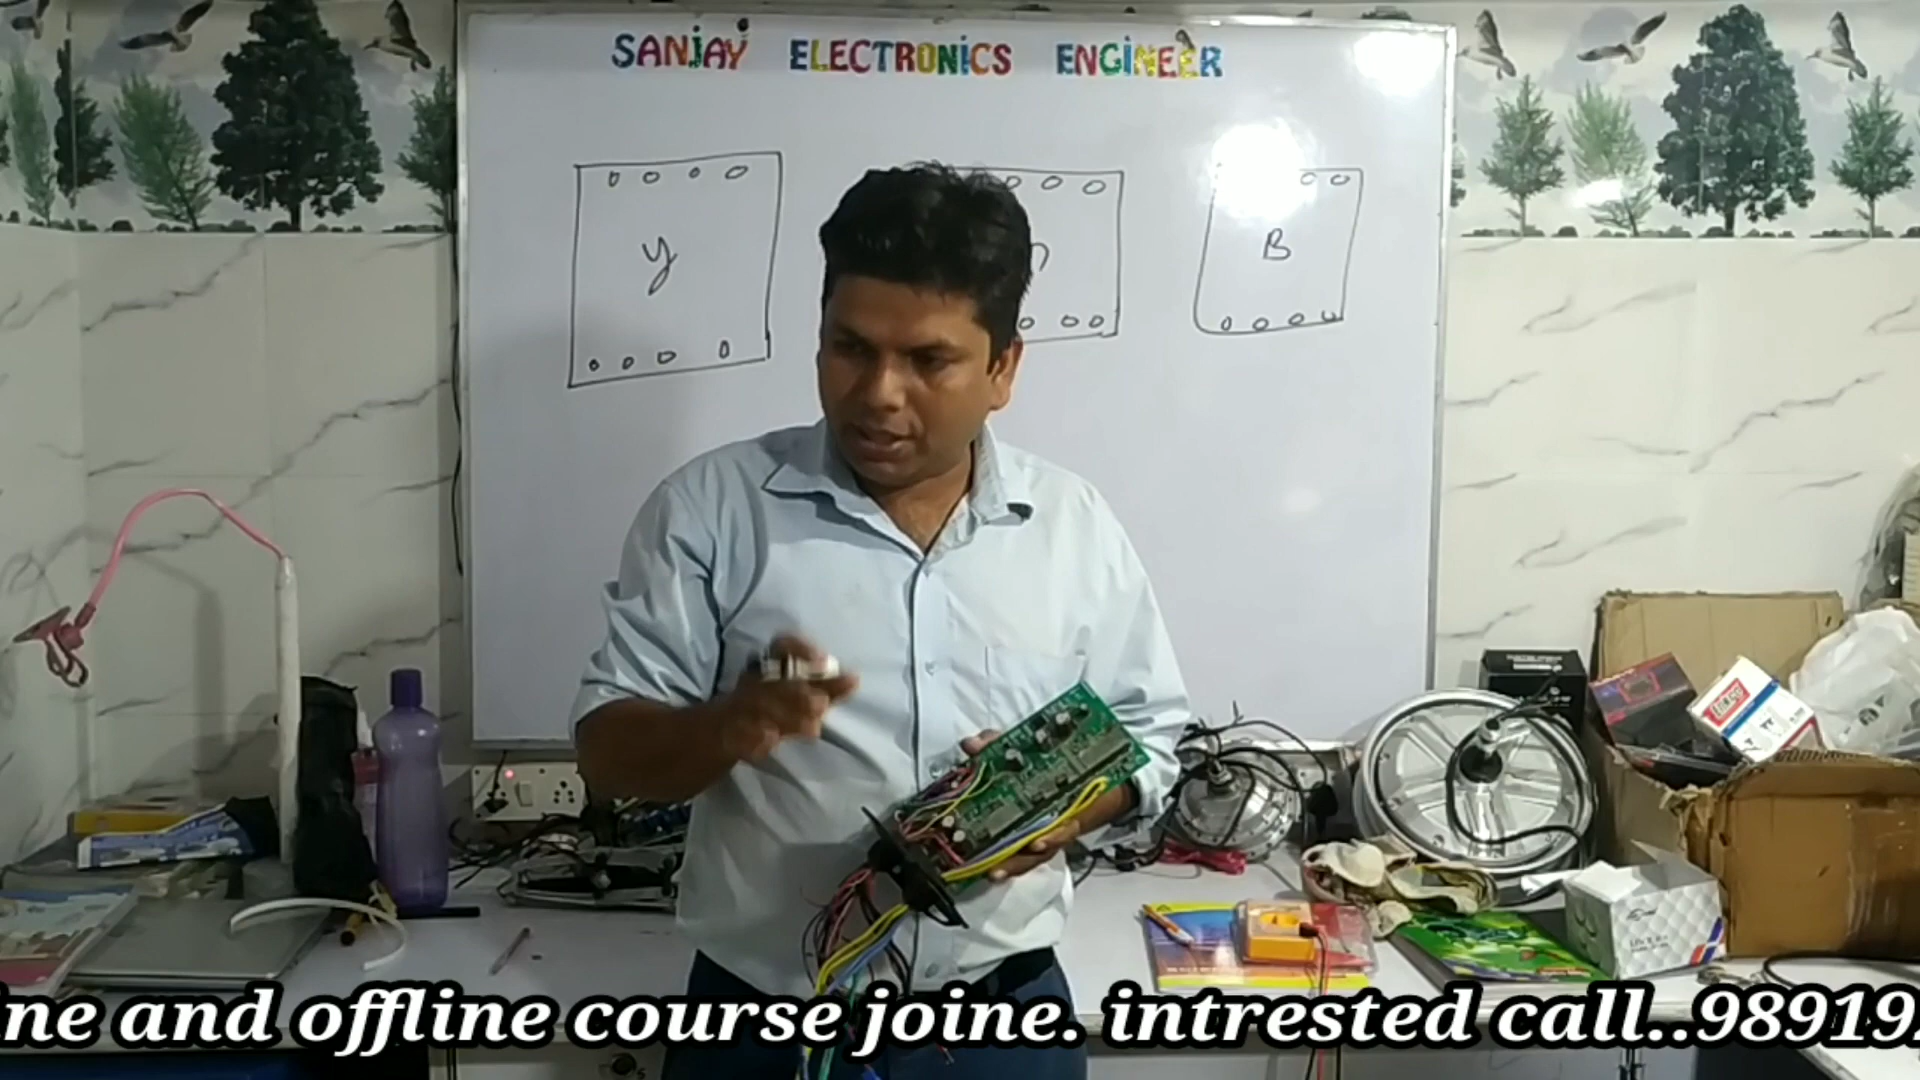 SANJAY ELECTRONICS ENGINEER
y
B
ne and offline course joine. intrested call..98919